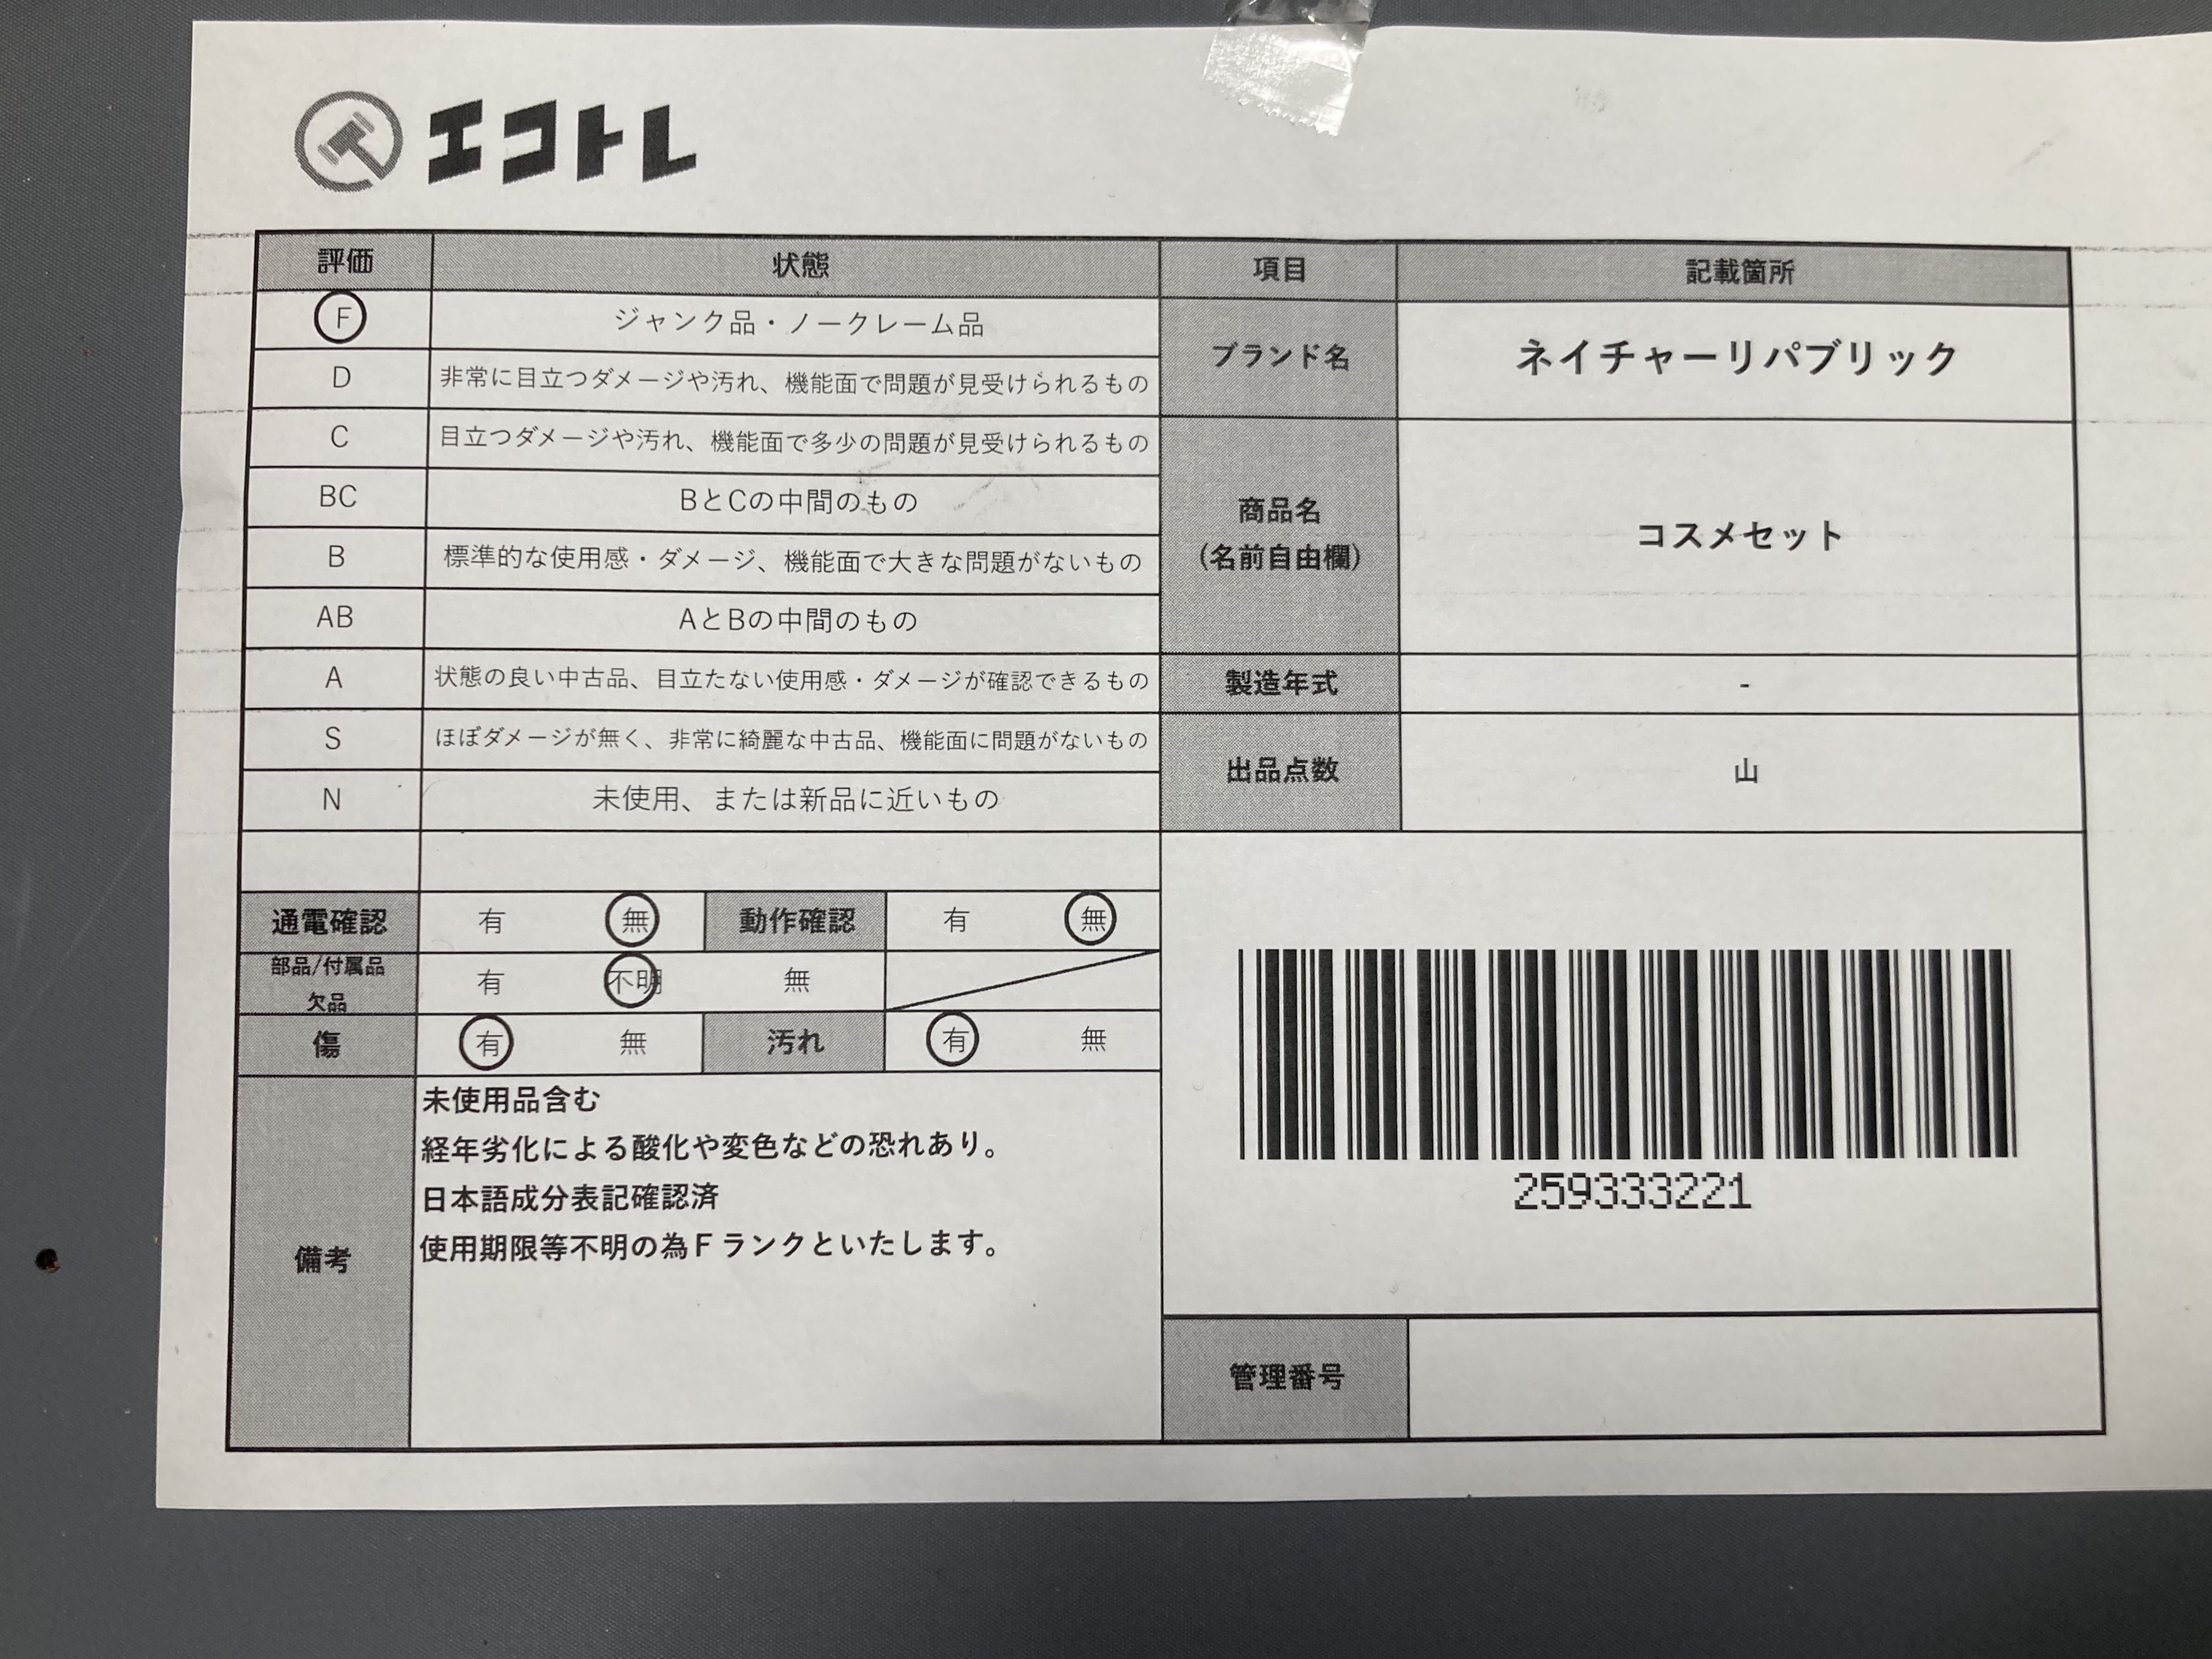 エコトレ
評価 状態 項目 記載箇所
F ジャンク品・ノークレーム品
D 非常に目立つダメージや汚れ、機能面で問題が見受けられるもの
C 目立つダメージや汚れ、機能面で多少の問題が見受けられるもの
BC BとCの中間のもの
B 標準的な使用感・ダメージ、機能面で大きな問題がないもの
AB AとBの中間のもの
A 状態の良い中古品、目立たない使用感・ダメージが確認できるもの
S ほぼダメージが無く、非常に綺麗な中古品、機能面に問題がないもの
N 未使用、または新品に近いもの
ブランド名 ネイチャーリパブリック
商品名
(名前自由欄)
コスメセット
製造年式 -
出品点数 山
通電確認 有 無 動作確認 有 無
部品/付属品
欠品
有 不明 無
傷 有 無 汚れ 有 無
備考
未使用品含む
経年劣化による酸化や変色などの恐れあり。
日本語成分表記確認済
使用期限等不明の為Fランクといたします。
259333221
管理番号